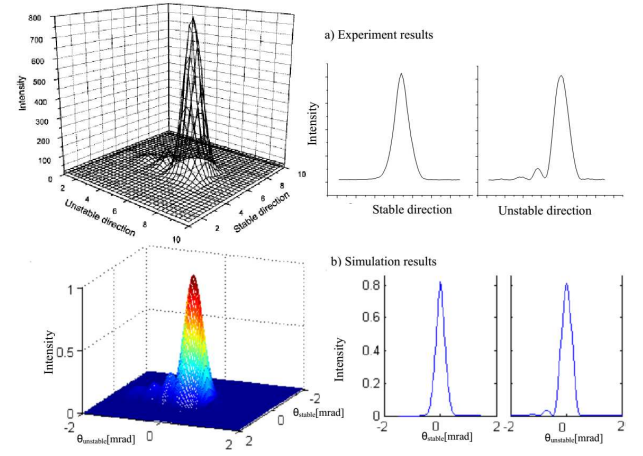 800
700
600
500
400
300
200
100
0
Intensity
2
4
6
8
10
Unstable direction
2
4
6
8
10
Stable direction
a) Experiment results
Intensity
Stable direction
Unstable direction
b) Simulation results
1
0.5
0
Intensity
-2
0
2
θunstable[mrad]
-2
0
2
θstable[mrad]
0.8
0.6
0.4
0.2
0
Intensity
-2
0
2
-2
0
2
θstable[mrad]
θunstable[mrad]